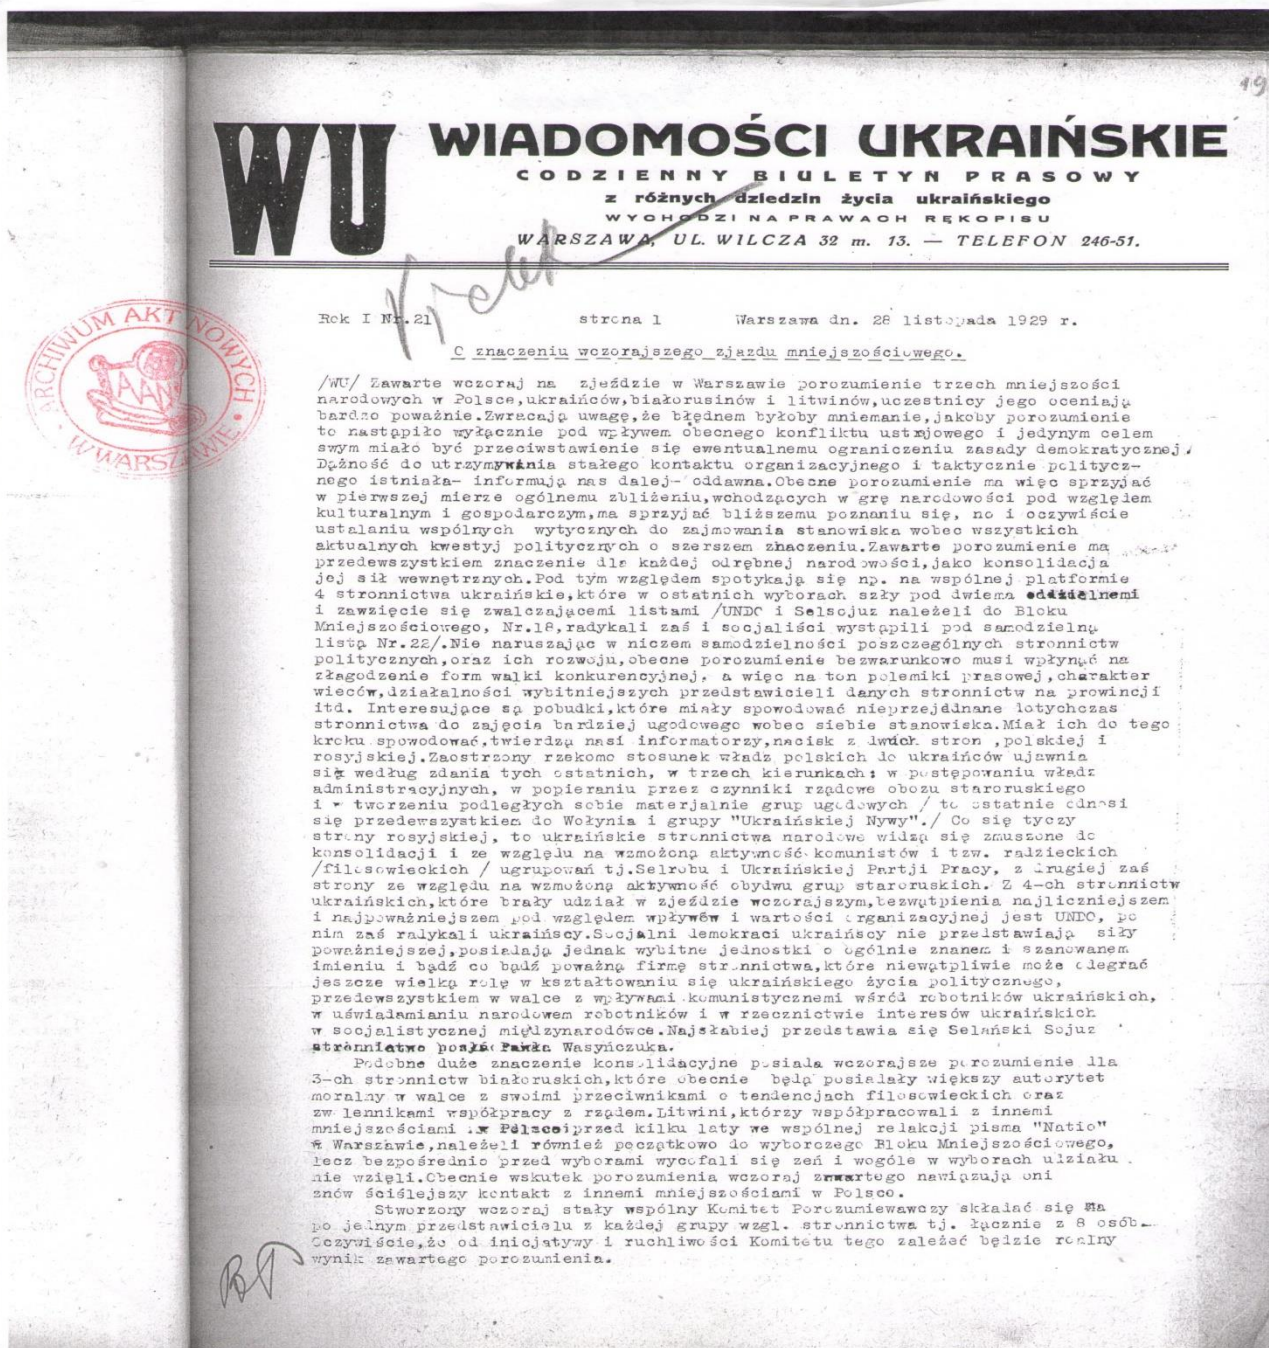 19
WU
WIADOMOŚCI UKRAIŃSKIE
CODZIENNY BIULETYN PRASOWY
z różnych dziedzin życia ukraińskiego
WYCHODZI NA PRAWACH RĘKOPISU
WARSZAWA, UL. WILCZA 32 m. 13. — TELEFON 246-51.
ARCHIWUM AKT NOWYCH
AAN
W WARSZAWIE
Rok I Nr.21 strona 1 Warszawa dn. 28 listopada 1929 r.
O znaczeniu wczorajszego zjazdu mniejszościowego.
/WU/ Zawarte wczoraj na zjeździe w Warszawie porozumienie trzech mniejszości
narodowych w Polsce,ukraińców,białorusinów i litwinów,uczestnicy jego oceniają
bardzo poważnie.Zwracają uwagę,że błędnem byłoby mniemanie,jakoby porozumienie
to nastąpiło wyłącznie pod wpływem obecnego konfliktu ustrojowego i jedynym celem
swym miało być przeciwstawienie się ewentualnemu ograniczeniu zasady demokratycznej.
Dążność do utrzymywania stałego kontaktu organizacyjnego i taktycznie politycz-
nego istniała- informują nas dalej- oddawna.Obecne porozumienie ma więc sprzyjać
w pierwszej mierze ogólnemu zbliżeniu,wchodzących w grę narodowości pod względem
kulturalnym i gospodarczym,ma sprzyjać bliższemu poznaniu się, no i oczywiście
ustalaniu wspólnych wytycznych do zajmowania stanowiska wobec wszystkich
aktualnych kwestyj politycznych o szerszem znaczeniu.Zawarte porozumienie ma
przedewszystkiem znaczenie dla każdej odrębnej narodowości,jako konsolidacja
jej sił wewnętrznych.Pod tym względem spotykają się np. na wspólnej platformie
4 stronnictwa ukraińskie,które w ostatnich wyborach szły pod dwiema oddzielnemi
i zawzięcie się zwalczającemi listami /UNDO i Selsojuz należeli do Bloku
Mniejszościowego, Nr.18,radykali zaś i socjaliści wystąpili pod samodzielną
listą Nr.22/.Nie naruszając w niczem samodzielności poszczególnych stronnictw
politycznych,oraz ich rozwoju,obecne porozumienie bezwarunkowo musi wpłynąć na
złagodzenie form walki konkurencyjnej, a więc na ton polemiki prasowej,charakter
wieców,działalności wybitniejszych przedstawicieli danych stronnictw na prowincji
itd. Interesujące są pobudki,które miały spowodować nieprzejednane dotychczas
stronnictwa do zajęcia bardziej ugodowego wobec siebie stanowiska.Miał ich do tego
kroku spowodować,twierdzą nasi informatorzy,nacisk z dwóch stron ,polskiej i
rosyjskiej.Zaostrzony rzekomo stosunek władz polskich do ukraińców ujawnia
się według zdania tych ostatnich, w trzech kierunkach: w postępowaniu władz
administracyjnych, w popieraniu przez czynniki rządowe obozu staroruskiego
i w tworzeniu podległych sobie materjalnie grup ugodowych / to ostatnie odnosi
się przedewszystkiem do Wołynia i grupy "Ukraińskiej Nywy"./ Co się tyczy
strony rosyjskiej, to ukraińskie stronnictwa narodowe widzą się zmuszone do
konsolidacji i ze względu na wzmożoną aktywność komunistów i tzw. radzieckich
/filosowieckich / ugrupowań tj.Selrobu i Ukraińskiej Partji Pracy, z drugiej zaś
strony ze względu na wzmożoną aktywność obydwu grup staroruskich. Z 4-ch stronnictw
ukraińskich,które brały udział w zjeździe wczorajszym,bezwątpienia najliczniejszem
i najpoważniejszem pod względem wpływów i wartości organizacyjnej jest UNDO, po
nim zaś radykali ukraińscy.Socjalni demokraci ukraińscy nie przedstawiają siły
poważniejszej,posiadają jednak wybitne jednostki o ogólnie znanem i szanowanem
imieniu i bądź co bądź poważną firmę stronnictwa,które niewątpliwie może odegrać
jeszcze wielką rolę w kształtowaniu się ukraińskiego życia politycznego,
przedewszystkiem w walce z wpływami komunistycznemi wśród robotników ukraińskich,
w uświadamianiu narodowem robotników i w rzecznictwie interesów ukraińskich
w socjalistycznej międzynarodówce.Najsłabiej przedstawia się Selański Sojuz
stronnictwo posła Pawła Wasyńczuka.
Podobne duże znaczenie konsolidacyjne posiada wczorajsze porozumienie dla
3-ch stronnictw białoruskich,które obecnie będą posiadały większy autorytet
moralny w walce z swoimi przeciwnikami o tendencjach filosowieckich oraz
zwolennikami współpracy z rządem.Litwini,którzy współpracowali z innemi
mniejszościami w Polsce przed kilku laty we wspólnej redakcji pisma "Natio"
w Warszawie,należeli również początkowo do wyborczego Bloku Mniejszościowego,
lecz bezpośrednio przed wyborami wycofali się zeń i wogóle w wyborach udziału
nie wzięli.Obecnie wskutek porozumienia wczoraj zawartego nawiązują oni
znów ściślejszy kontakt z innemi mniejszościami w Polsce.
Stworzony wczoraj stały wspólny Komitet Porozumiewawczy składać się ma
po jednym przedstawicielu z każdej grupy wzgl. stronnictwa tj. łącznie z 8 osób.
Oczywiście,że od inicjatywy i ruchliwości Komitetu tego zależeć będzie realny
wynik zawartego porozumienia.